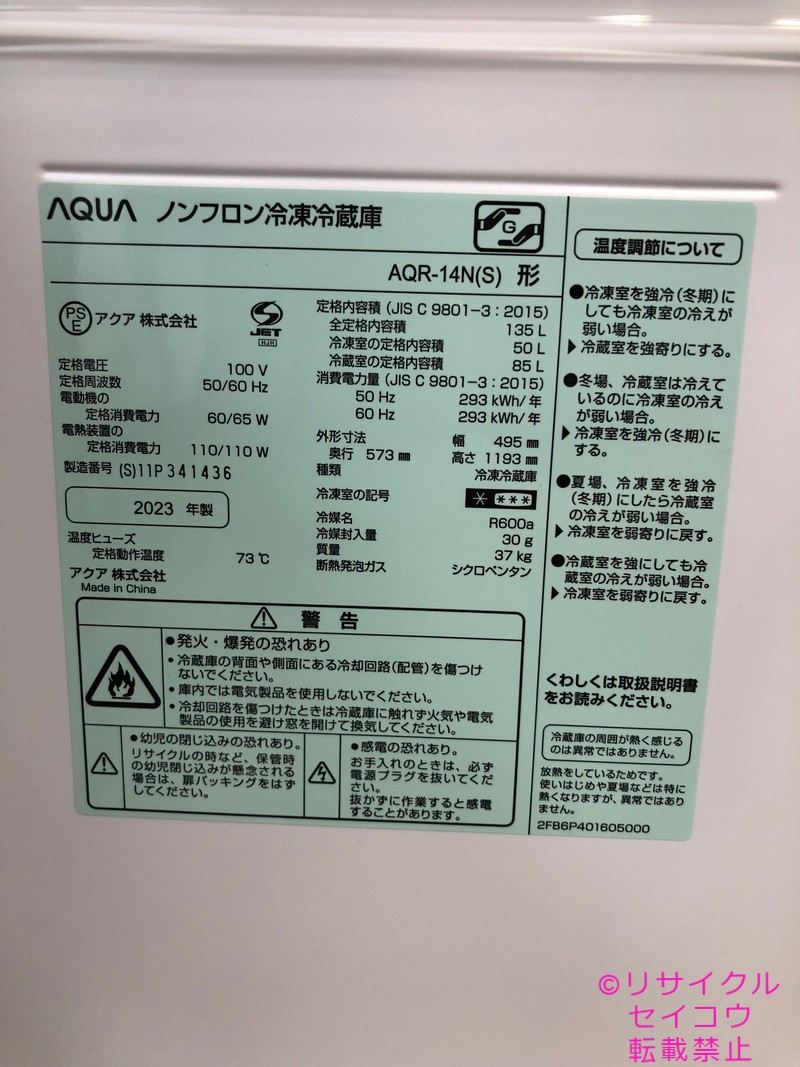 AQUA ノンフロン冷凍冷蔵庫
G
AQR-14N(S) 形
PS
E
アクア 株式会社
JET
HJH
定格電圧 100 V
定格周波数 50/60 Hz
電動機の
定格消費電力 60/65 W
電熱装置の
定格消費電力 110/110 W
製造番号 (S)11P341436
2023 年製
温度ヒューズ
定格動作温度 73 ℃
アクア 株式会社
Made in China
定格内容積 (JIS C 9801-3:2015)
全定格内容積 135 L
冷凍室の定格内容積 50 L
冷蔵室の定格内容積 85 L
消費電力量 (JIS C 9801-3:2015)
50 Hz 293 kWh/年
60 Hz 293 kWh/年
外形寸法 幅 495 ㎜
奥行 573 ㎜ 高さ 1193 ㎜
種類 冷凍冷蔵庫
冷凍室の記号 * ***
冷媒名 R600a
冷媒封入量 30 g
質量 37 kg
断熱発泡ガス シクロペンタン
⚠ 警告
●発火・爆発の恐れあり
・冷蔵庫の背面や側面にある冷却回路(配管)を傷つけ
ないでください。
・庫内では電気製品を使用しないでください。
・冷却回路を傷つけたときは冷蔵庫に触れず火気や電気
製品の使用を避け窓を開けて換気してください。
●幼児の閉じ込みの恐れあり。
リサイクルの時など、保管時
の幼児閉じ込みが懸念される
場合は、扉パッキングをはず
してください。
●感電の恐れあり。
お手入れのときは、必ず
電源プラグを抜いてくだ
さい。
抜かずに作業すると感電
することがあります。
温度調節について
●冷凍室を強冷(冬期)に
しても冷凍室の冷えが
弱い場合。
▶冷蔵室を強寄りにする。
●冬場、冷蔵室は冷えて
いるのに冷凍室の冷え
が弱い場合。
▶冷凍室を強冷(冬期)に
する。
●夏場、冷凍室を強冷
(冬期)にしたら冷蔵室
の冷えが弱い場合。
▶冷凍室を弱寄りに戻す。
●冷蔵室を強にしても冷
蔵室の冷えが弱い場合。
▶冷凍室を弱寄りに戻す。
くわしくは取扱説明書
をお読みください。
冷蔵庫の周囲が熱く感じる
のは異常ではありません。
放熱をしているためです。
使いはじめや夏場などは特に
熱くなりますが、異常ではあり
ません。
2FB6P401605000
©リサイクル
セイコウ
転載禁止